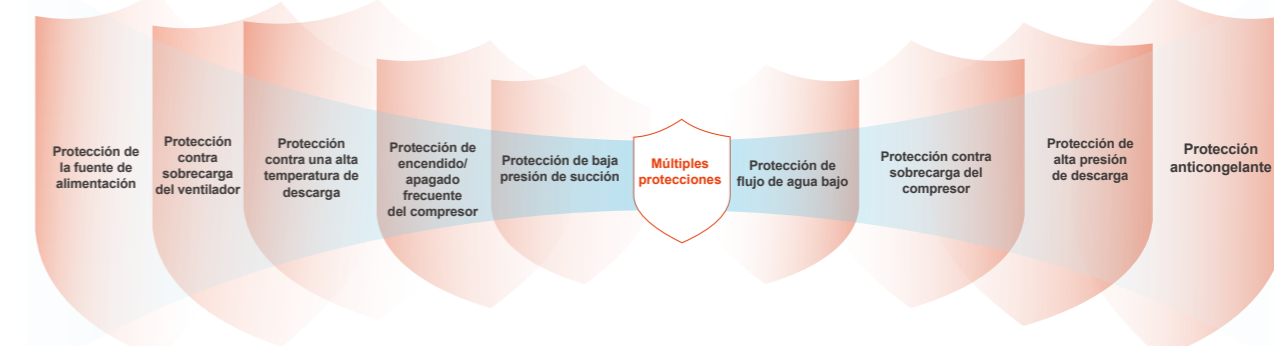 Protección de
la fuente de
alimentación
Protección
contra
sobrecarga
del ventilador
Protección
contra una alta
temperatura de
descarga
Protección de
encendido/
apagado
frecuente
del compresor
Protección de baja
presión de succión
Múltiples
protecciones
Protección de
flujo de agua bajo
Protección contra
sobrecarga del
compresor
Protección de
alta presión
de descarga
Protección
anticongelante